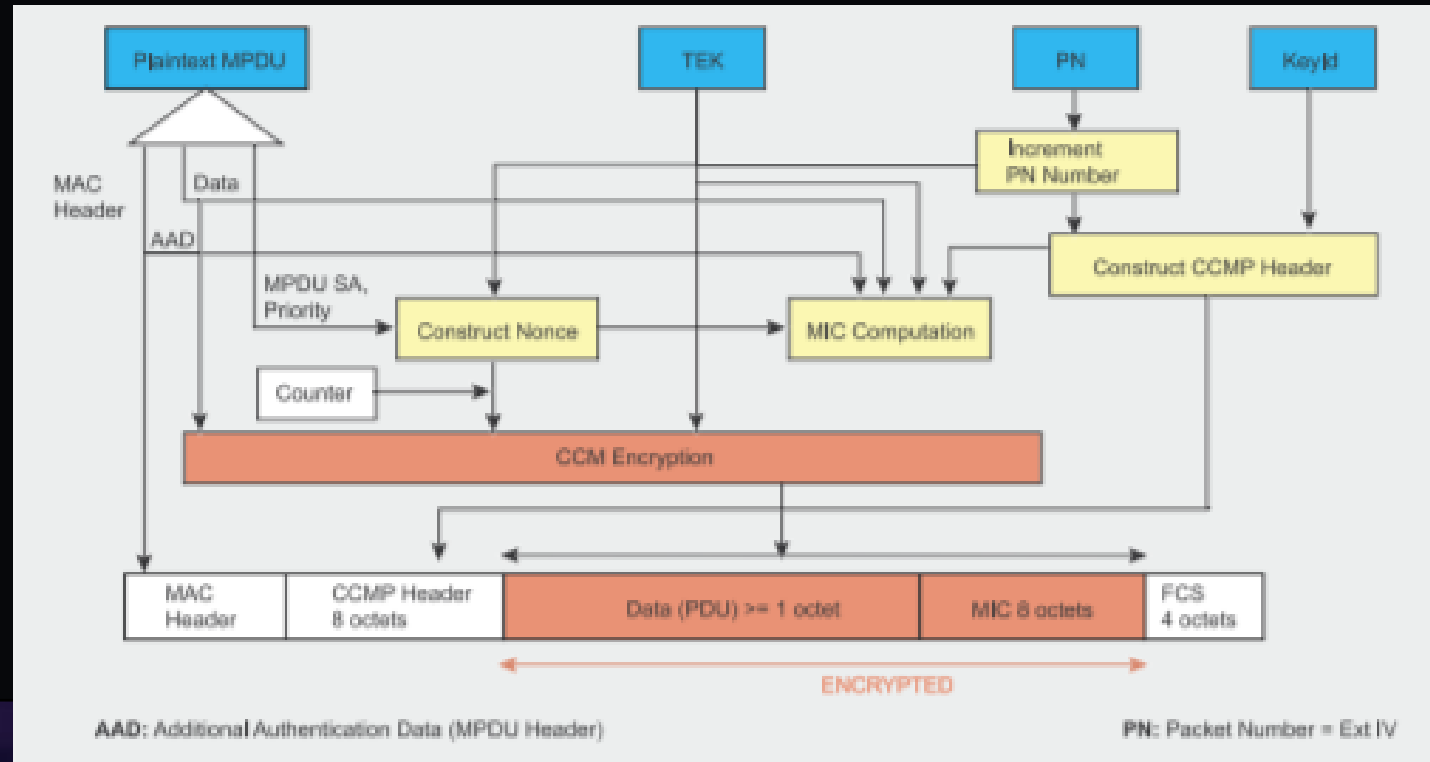 Plaintext MPDU
TEK
PN
KeyId
Increment
PN Number
MAC
Header
Data
AAD
Construct CCMP Header
MPDU SA,
Priority
Construct Nonce
MIC Computation
Counter
CCM Encryption
MAC
Header
CCMP Header
8 octets
Data (PDU) >= 1 octet
MIC 8 octets
FCS
4 octets
ENCRYPTED
AAD: Additional Authentication Data (MPDU Header)
PN: Packet Number = Ext IV